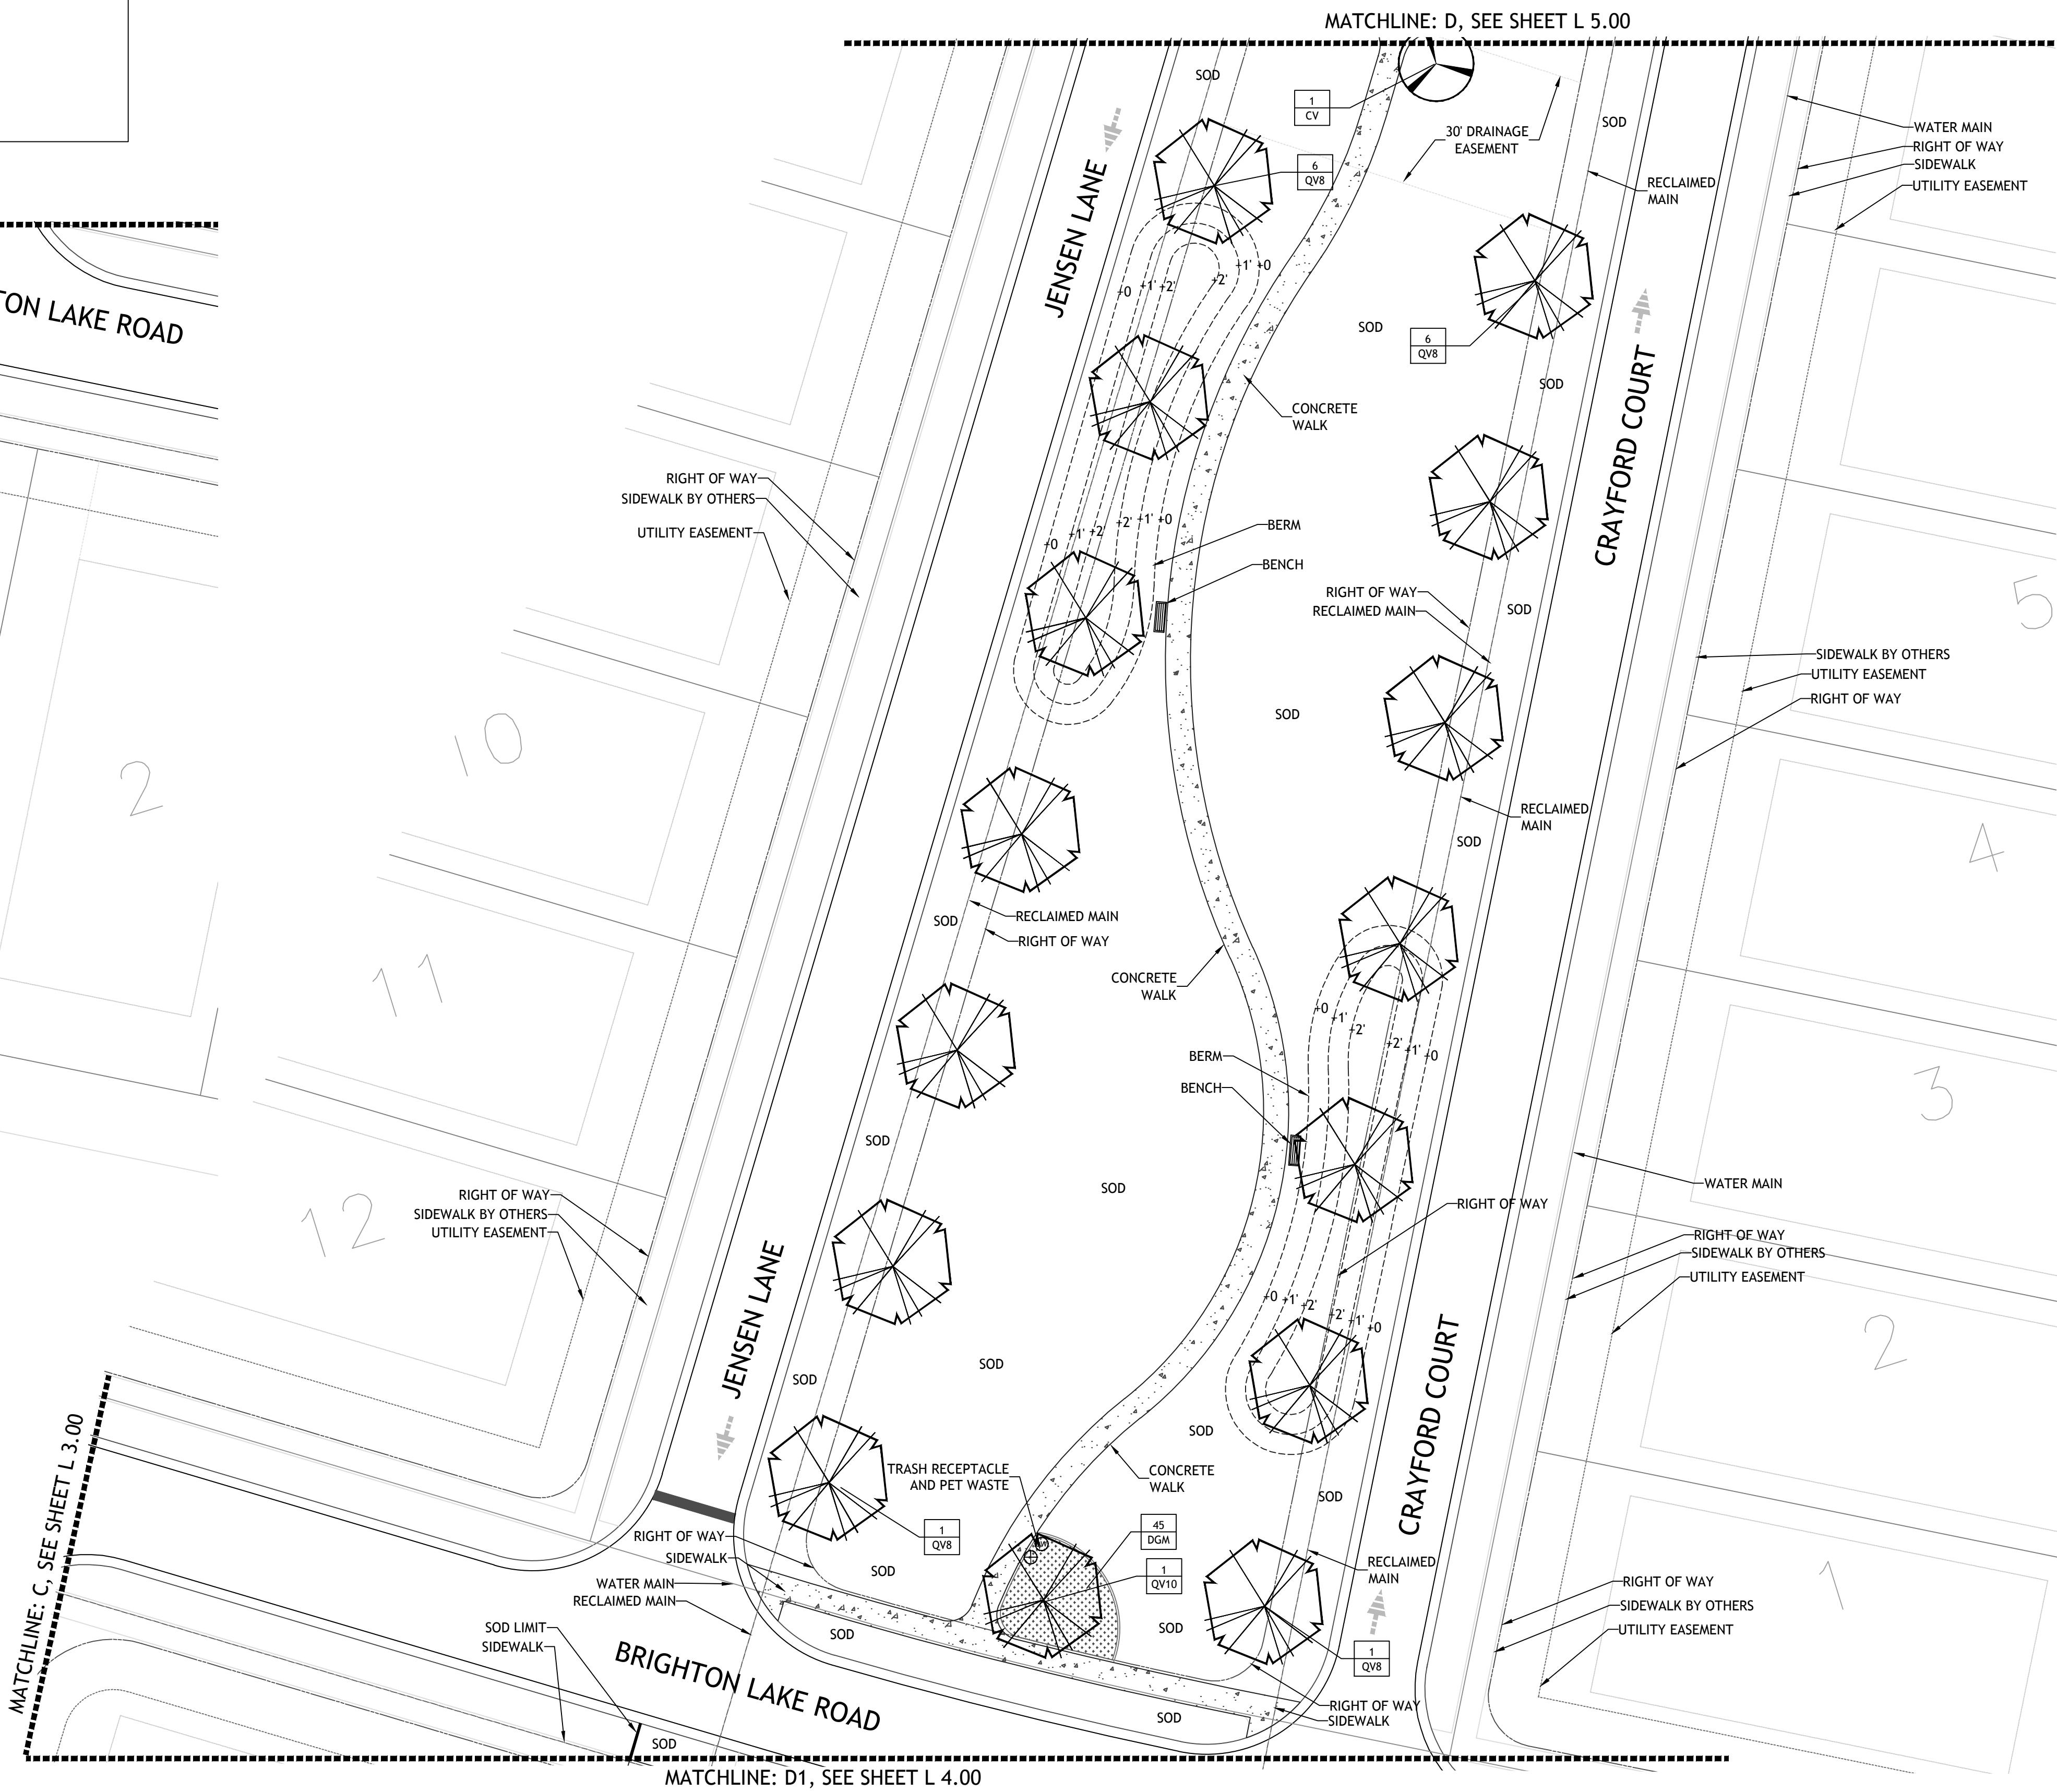 MATCHLINE: D, SEE SHEET L 5.00
SOD
1
CV
30' DRAINAGE
EASEMENT
SOD
WATER MAIN
RIGHT OF WAY
SIDEWALK
UTILITY EASEMENT
6
QV8
RECLAIMED
MAIN
JENSEN LANE
+0 +1' +2'
+2' +1' +0
TON LAKE ROAD
SOD
6
QV8
SOD
CRAYFORD COURT
CONCRETE
WALK
RIGHT OF WAY
SIDEWALK BY OTHERS
UTILITY EASEMENT
+0 +1' +2'
+2' +1' +0
BERM
BENCH
RIGHT OF WAY
RECLAIMED MAIN
SOD
5
SIDEWALK BY OTHERS
UTILITY EASEMENT
RIGHT OF WAY
SOD
10
2
RECLAIMED
MAIN
SOD
4
RECLAIMED MAIN
RIGHT OF WAY
SOD
11
CONCRETE
WALK
+0
+1'
+2'
+2' +1' +0
BERM
BENCH
3
SOD
SOD
WATER MAIN
RIGHT OF WAY
SIDEWALK BY OTHERS
UTILITY EASEMENT
12
RIGHT OF WAY
RIGHT OF WAY
SIDEWALK BY OTHERS
UTILITY EASEMENT
+0 +1' +2'
+2' +1' +0
2
JENSEN LANE
SOD
SOD
CRAYFORD COURT
SOD
TRASH RECEPTACLE
AND PET WASTE
CONCRETE
WALK
SOD
MATCHLINE: C, SEE SHEET L 3.00
1
QV8
45
DGM
1
QV10
RIGHT OF WAY
SIDEWALK
SOD
RECLAIMED
MAIN
1
RIGHT OF WAY
SIDEWALK BY OTHERS
UTILITY EASEMENT
WATER MAIN
RECLAIMED MAIN
SOD LIMIT
SIDEWALK
SOD
SOD
1
QV8
BRIGHTON LAKE ROAD
RIGHT OF WAY
SIDEWALK
SOD
SOD
MATCHLINE: D1, SEE SHEET L 4.00